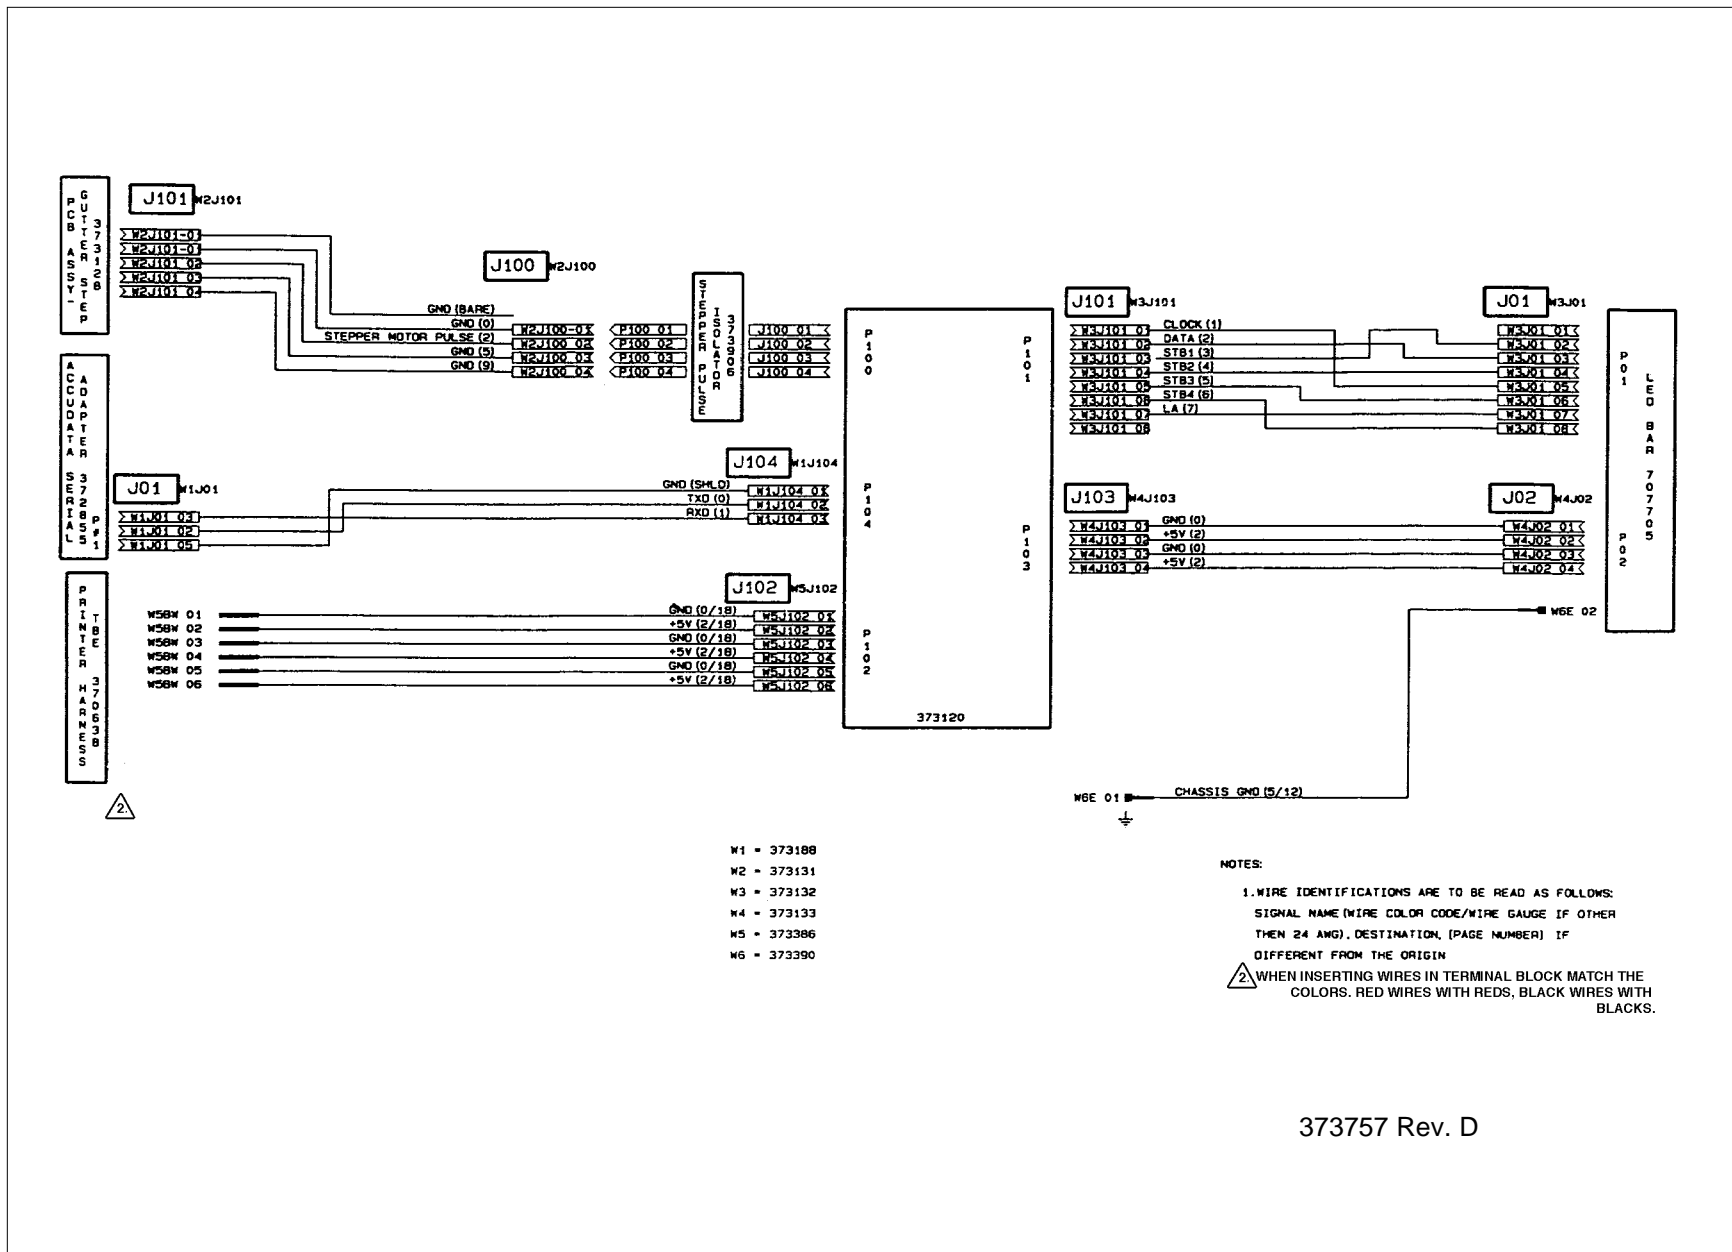 GUTTER STEP
PCB ASSY-
373128
J101 W2J101
W2J101-01
W2J101-01
W2J101 02
W2J101 03
W2J101 04
J100 W2J100
GND (BARE)
GND (0)
STEPPER MOTOR PULSE (2)
GND (5)
GND (9)
W2J100-01
W2J100 02
W2J100 03
W2J100 04
P100 01
P100 02
P100 03
P100 04
STEPPER PULSE
ISOLATOR
373906
J100 01
J100 02
J100 03
J100 04
ACCUDATA SERIAL
ADAPTER 372855
P#1
J01 W1J01
W1J01 03
W1J01 02
W1J01 05
J104 W1J104
GND (SHLD)
TXD (0)
RXD (1)
W1J104 01
W1J104 02
W1J104 03
PRINTER HARNESS
TBE 370638
W5BW 01
W5BW 02
W5BW 03
W5BW 04
W5BW 05
W5BW 06
J102 W5J102
GND (0/18)
+5V (2/18)
GND (0/18)
+5V (2/18)
GND (0/18)
+5V (2/18)
W5J102 01
W5J102 02
W5J102 03
W5J102 04
W5J102 05
W5J102 06
P100
P104
P102
P101
P103
373120
J101 W3J101
W3J101 01
W3J101 02
W3J101 03
W3J101 04
W3J101 05
W3J101 06
W3J101 07
W3J101 08
CLOCK (1)
DATA (2)
STB1 (3)
STB2 (4)
STB3 (5)
STB4 (6)
LA (7)
J01 W3J01
W3J01 01
W3J01 02
W3J01 03
W3J01 04
W3J01 05
W3J01 06
W3J01 07
W3J01 08
J103 W4J103
W4J103 01
W4J103 02
W4J103 03
W4J103 04
GND (0)
+5V (2)
GND (0)
+5V (2)
J02 W4J02
W4J02 01
W4J02 02
W4J02 03
W4J02 04
P01
P02
LED BAR 707705
W6E 02
W6E 01
CHASSIS GND (5/12)
2.
W1 = 373188
W2 = 373131
W3 = 373132
W4 = 373133
W5 = 373386
W6 = 373390
NOTES:
1. WIRE IDENTIFICATIONS ARE TO BE READ AS FOLLOWS:
SIGNAL NAME (WIRE COLOR CODE/WIRE GAUGE IF OTHER
THEN 24 AWG), DESTINATION, [PAGE NUMBER] IF
DIFFERENT FROM THE ORIGIN
2. WHEN INSERTING WIRES IN TERMINAL BLOCK MATCH THE
COLORS. RED WIRES WITH REDS, BLACK WIRES WITH
BLACKS.
373757 Rev. D